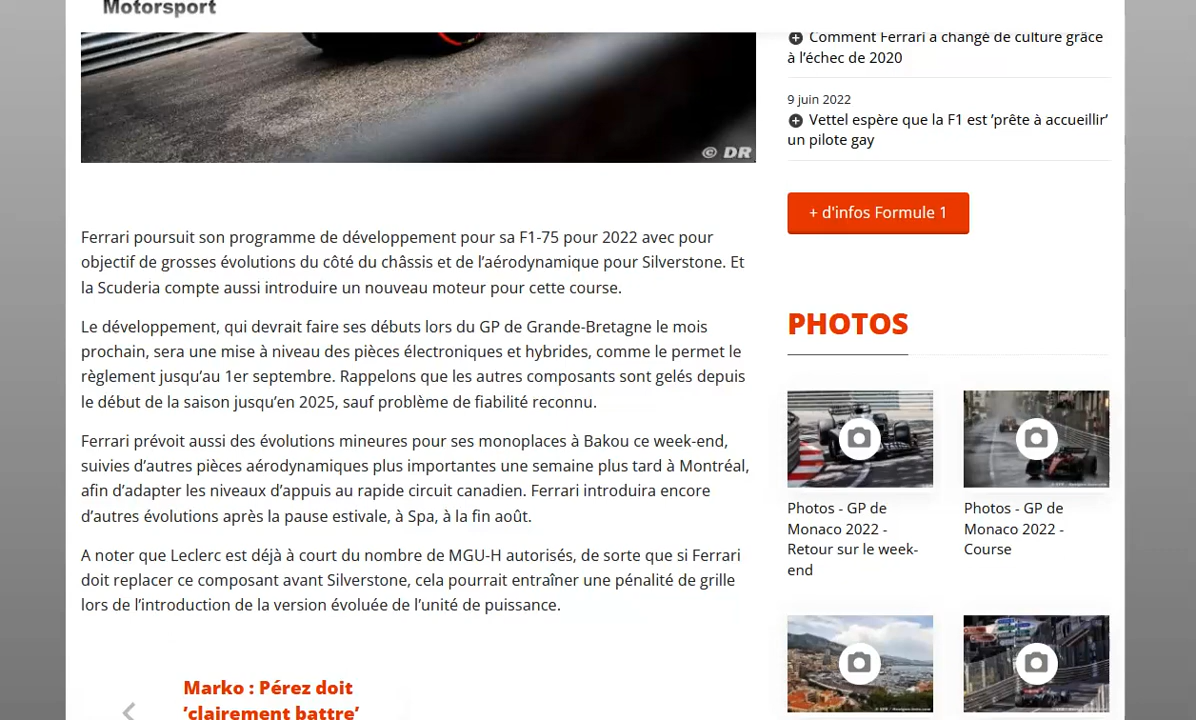 Motorsport
© DR
Ferrari poursuit son programme de développement pour sa F1-75 pour 2022 avec pour
objectif de grosses évolutions du côté du châssis et de l’aérodynamique pour Silverstone. Et
la Scuderia compte aussi introduire un nouveau moteur pour cette course.
Le développement, qui devrait faire ses débuts lors du GP de Grande-Bretagne le mois
prochain, sera une mise à niveau des pièces électroniques et hybrides, comme le permet le
règlement jusqu’au 1er septembre. Rappelons que les autres composants sont gelés depuis
le début de la saison jusqu’en 2025, sauf problème de fiabilité reconnu.
Ferrari prévoit aussi des évolutions mineures pour ses monoplaces à Bakou ce week-end,
suivies d’autres pièces aérodynamiques plus importantes une semaine plus tard à Montréal,
afin d’adapter les niveaux d’appuis au rapide circuit canadien. Ferrari introduira encore
d’autres évolutions après la pause estivale, à Spa, à la fin août.
A noter que Leclerc est déjà à court du nombre de MGU-H autorisés, de sorte que si Ferrari
doit replacer ce composant avant Silverstone, cela pourrait entraîner une pénalité de grille
lors de l’introduction de la version évoluée de l’unité de puissance.
Marko : Pérez doit
’clairement battre’
Comment Ferrari a changé de culture grâce
à l’échec de 2020
9 juin 2022
Vettel espère que la F1 est ’prête à accueillir’
un pilote gay
+ d'infos Formule 1
PHOTOS
Photos - GP de
Monaco 2022 -
Retour sur le week-
end
Photos - GP de
Monaco 2022 -
Course